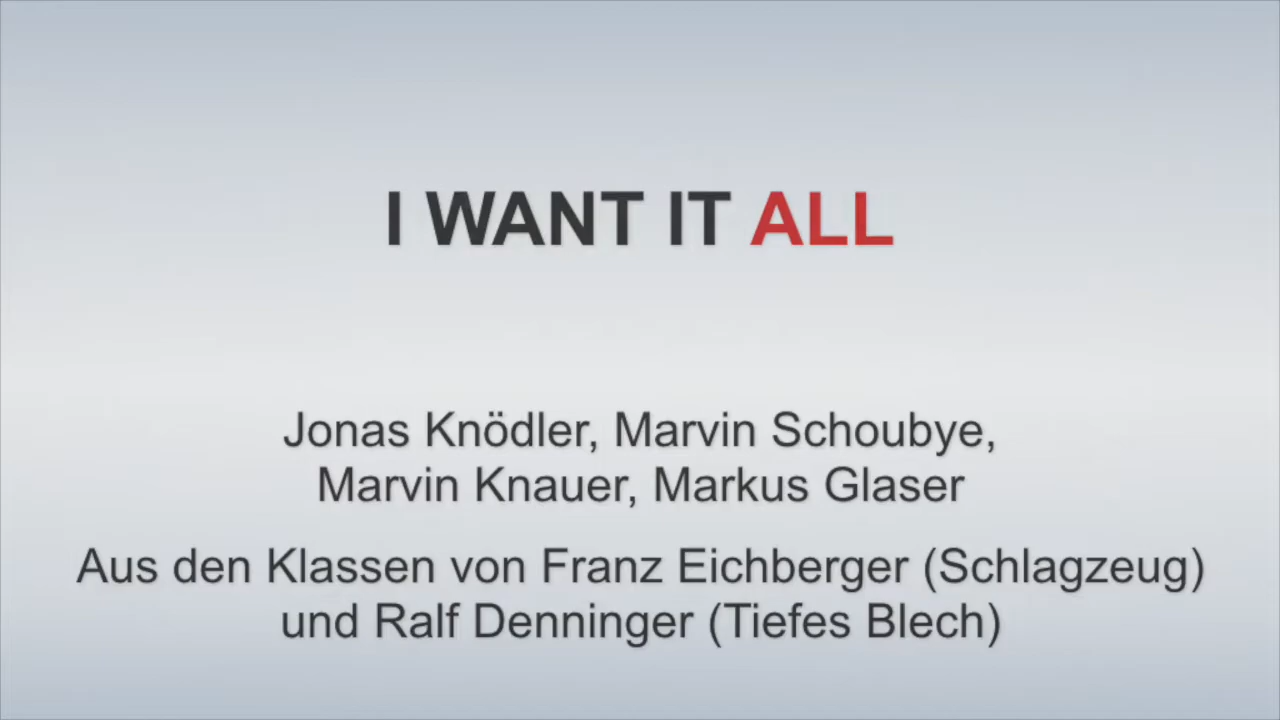 I WANT IT ALL
Jonas Knödler, Marvin Schoubye,
Marvin Knauer, Markus Glaser
Aus den Klassen von Franz Eichberger (Schlagzeug)
und Ralf Denninger (Tiefes Blech)